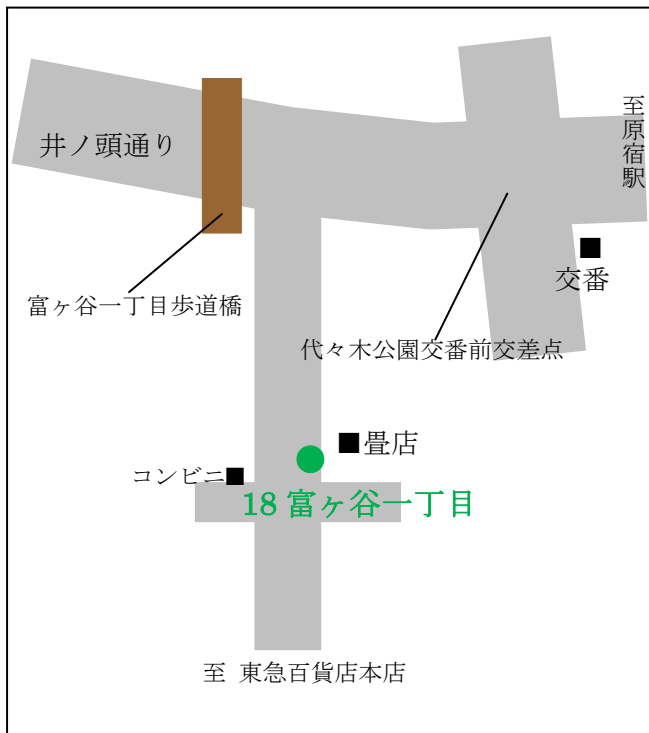 至原宿駅
井ノ頭通り
交番
富ヶ谷一丁目歩道橋
代々木公園交番前交差点
畳店
コンビニ
18 富ヶ谷一丁目
至 東急百貨店本店